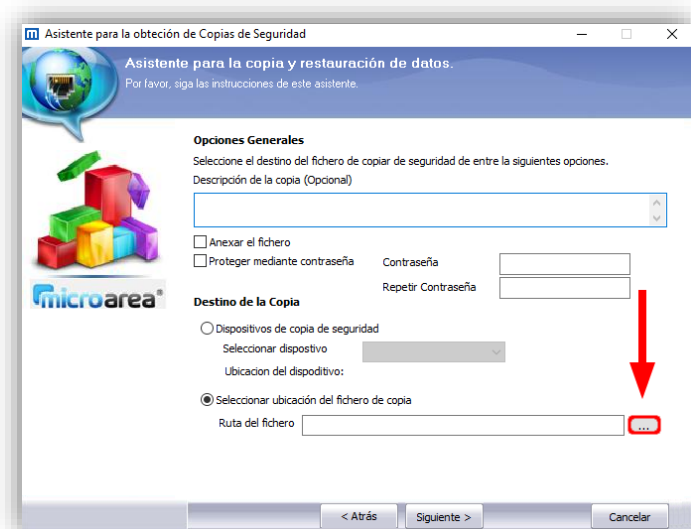 Asistente para la obteción de Copias de Seguridad
Asistente para la copia y restauración de datos.
Por favor, siga las instrucciones de este asistente.
Opciones Generales
Seleccione el destino del fichero de copiar de seguridad de entre la siguientes opciones.
Descripción de la copia (Opcional)
Anexar el fichero
Proteger mediante contraseña Contraseña
Repetir Contraseña
microarea®
Destino de la Copia
Dispositivos de copia de seguridad
Seleccionar dispostivo
Ubicacion del dispoditivo:
Seleccionar ubicación del fichero de copia
Ruta del fichero ...
< Atrás Siguiente > Cancelar